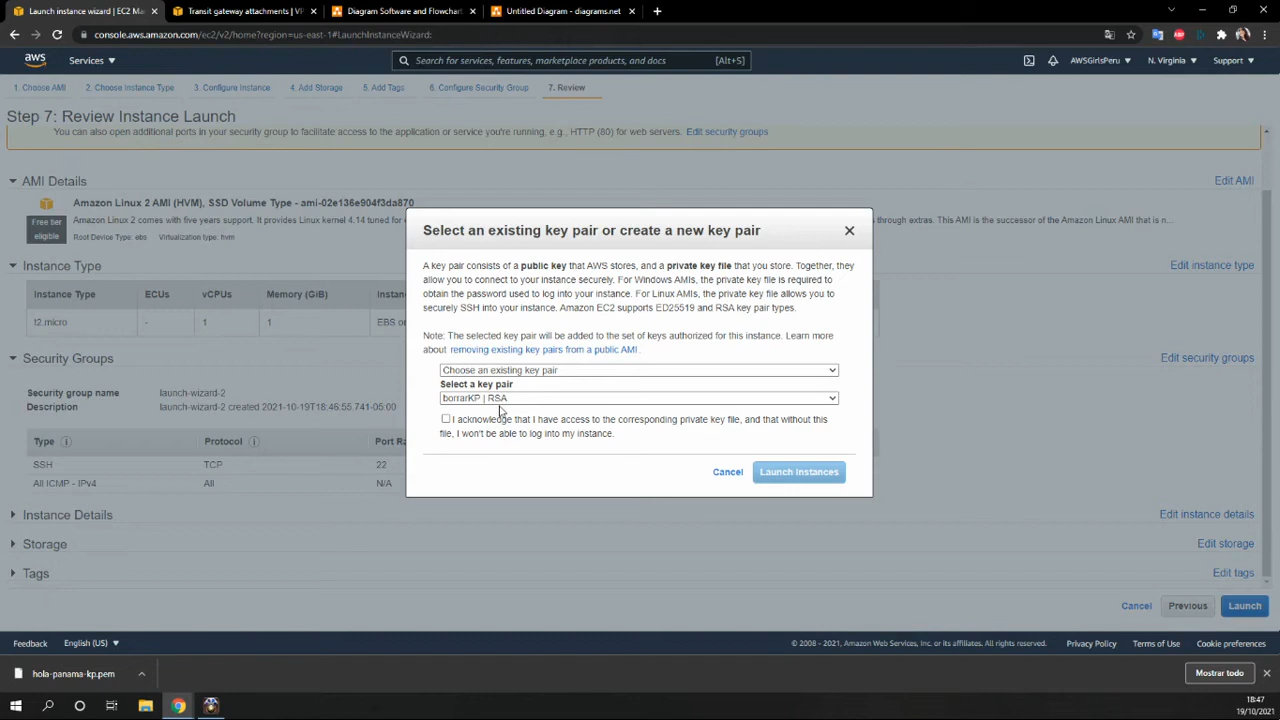 Launch instance wizard | EC2 Ma
Transit gateway attachments | VP
Diagram Software and Flowchart
Untitled Diagram - diagrams.net
console.aws.amazon.com/ec2/v2/home?region=us-east-1#LaunchInstanceWizard:
aws
Services
Search for services, features, marketplace products, and docs
[Alt+S]
AWSGirlsPeru
N. Virginia
Support
1. Choose AMI
2. Choose Instance Type
3. Configure Instance
4. Add Storage
5. Add Tags
6. Configure Security Group
7. Review
Step 7: Review Instance Launch
You can also open additional ports in your security group to facilitate access to the application or service you're running, e.g., HTTP (80) for web servers. Edit security groups
AMI Details
Edit AMI
Amazon Linux 2 AMI (HVM), SSD Volume Type - ami-02e136e904f3da870
Free tier
eligible
Amazon Linux 2 comes with five years support. It provides Linux kernel 4.14 tuned for
through extras. This AMI is the successor of the Amazon Linux AMI that is n...
Root Device Type: ebs Virtualization type: hvm
Instance Type
Edit instance type
Instance Type
ECUs
vCPUs
Memory (GiB)
Instan
t2.micro
-
1
1
EBS on
Security Groups
Edit security groups
Security group name
launch-wizard-2
Description
launch-wizard-2 created 2021-10-19T18:46:55.741-05:00
Type
Protocol
Port Ra
SSH
TCP
22
All ICMP - IPv4
All
N/A
Instance Details
Edit instance details
Storage
Edit storage
Tags
Edit tags
Cancel
Previous
Launch
Select an existing key pair or create a new key pair
A key pair consists of a public key that AWS stores, and a private key file that you store. Together, they
allow you to connect to your instance securely. For Windows AMIs, the private key file is required to
obtain the password used to log into your instance. For Linux AMIs, the private key file allows you to
securely SSH into your instance. Amazon EC2 supports ED25519 and RSA key pair types.
Note: The selected key pair will be added to the set of keys authorized for this instance. Learn more
about removing existing key pairs from a public AMI.
Choose an existing key pair
Select a key pair
borrarKP | RSA
I acknowledge that I have access to the corresponding private key file, and that without this
file, I won't be able to log into my instance.
Cancel
Launch Instances
Feedback
English (US)
© 2008 - 2021, Amazon Web Services, Inc. or its affiliates. All rights reserved.
Privacy Policy
Terms of Use
Cookie preferences
hola-panama-kp.pem
Mostrar todo
18:47
19/10/2021